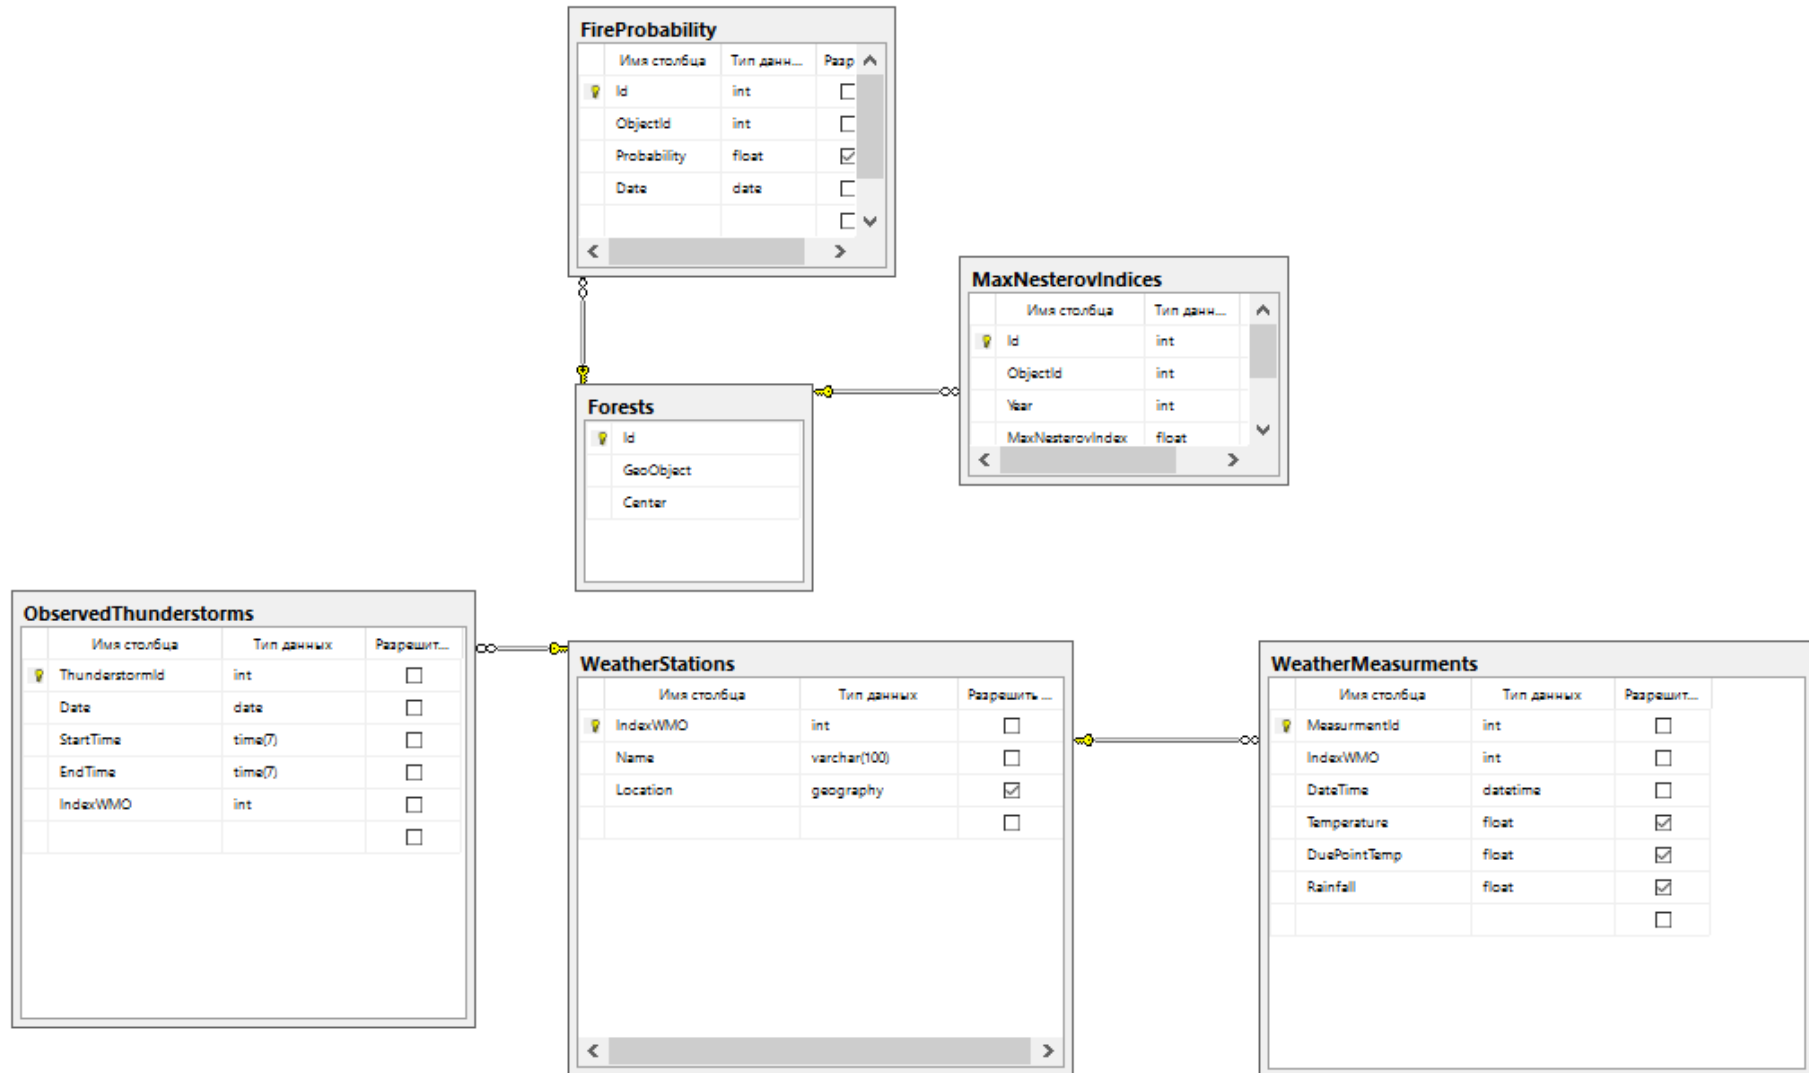 FireProbability
Имя столбца Тип данн... Разр
Id int
ObjectId int
Probability float
Date date
MaxNesterovIndices
Имя столбца Тип данн...
Id int
ObjectId int
Year int
MaxNesterovIndex float
Forests
Id
GeoObject
Center
ObservedThunderstorms
Имя столбца Тип данных Разрешит...
ThunderstormId int
Date date
StartTime time(7)
EndTime time(7)
IndexWMO int
WeatherStations
Имя столбца Тип данных Разрешить ...
IndexWMO int
Name varchar(100)
Location geography
WeatherMeasurments
Имя столбца Тип данных Разрешит...
MeasurmentId int
IndexWMO int
DateTime datetime
Temperature float
DuePointTemp float
Rainfall float